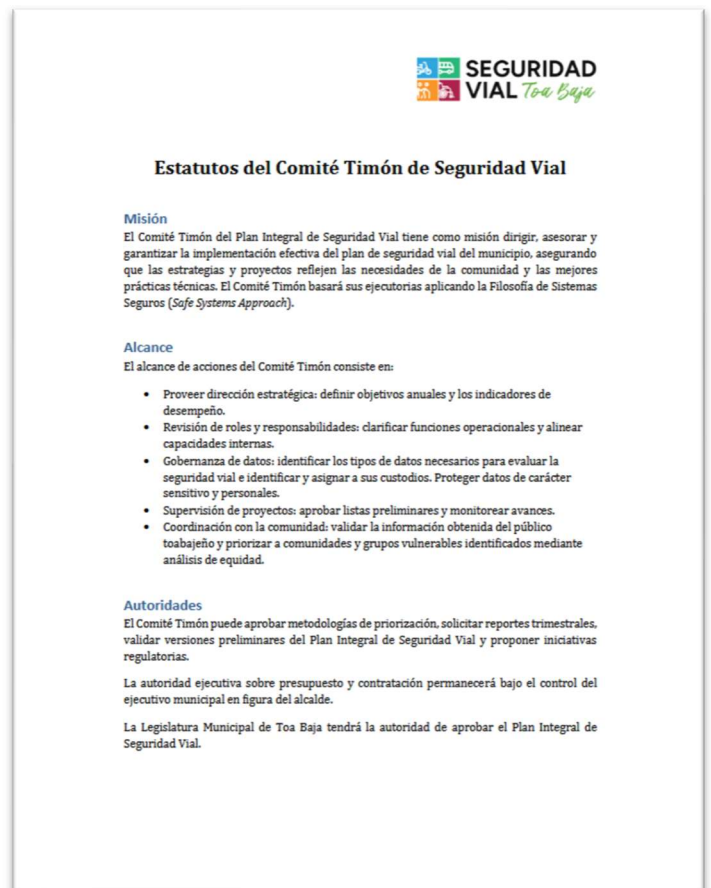 SEGURIDAD
VIAL Toa Baja
Estatutos del Comité Timón de Seguridad Vial
Misión
El Comité Timón del Plan Integral de Seguridad Vial tiene como misión dirigir, asesorar y
garantizar la implementación efectiva del plan de seguridad vial del municipio, asegurando
que las estrategias y proyectos reflejen las necesidades de la comunidad y las mejores
prácticas técnicas. El Comité Timón basará sus ejecutorias aplicando la Filosofía de Sistemas
Seguros (Safe Systems Approach).
Alcance
El alcance de acciones del Comité Timón consiste en:
• Proveer dirección estratégica: definir objetivos anuales y los indicadores de
desempeño.
• Revisión de roles y responsabilidades: clarificar funciones operacionales y alinear
capacidades internas.
• Gobernanza de datos: identificar los tipos de datos necesarios para evaluar la
seguridad vial e identificar y asignar a sus custodios. Proteger datos de carácter
sensitivo y personales.
• Supervisión de proyectos: aprobar listas preliminares y monitorear avances.
• Coordinación con la comunidad: validar la información obtenida del público
toabajeño y priorizar a comunidades y grupos vulnerables identificados mediante
análisis de equidad.
Autoridades
El Comité Timón puede aprobar metodologías de priorización, solicitar reportes trimestrales,
validar versiones preliminares del Plan Integral de Seguridad Vial y proponer iniciativas
regulatorias.
La autoridad ejecutiva sobre presupuesto y contratación permanecerá bajo el control del
ejecutivo municipal en figura del alcalde.
La Legislatura Municipal de Toa Baja tendrá la autoridad de aprobar el Plan Integral de
Seguridad Vial.